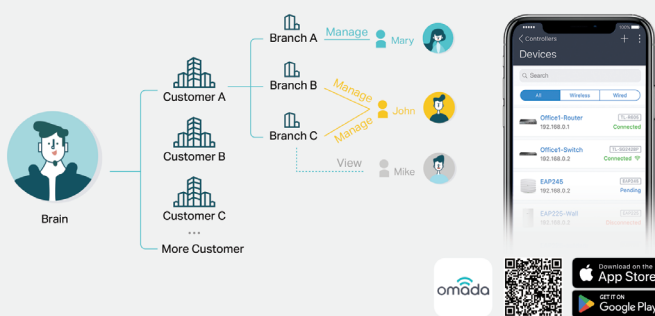 Brain
Customer A
Customer B
Customer C
...
More Customer
Branch A
Branch B
Branch C
Manage
Mary
Manage
Manage
John
View
Mike
100%
Controllers
Devices
Search
All
Wireless
Wired
Office1-Router
192.168.0.1
Connected
Office1-Switch
192.168.0.2
Connected
EAP245
192.168.0.2
EAP245
Pending
EAP225-Wall
192.168.0.2
Disconnected
omada
Download on the
App Store
GET IT ON
Google Play